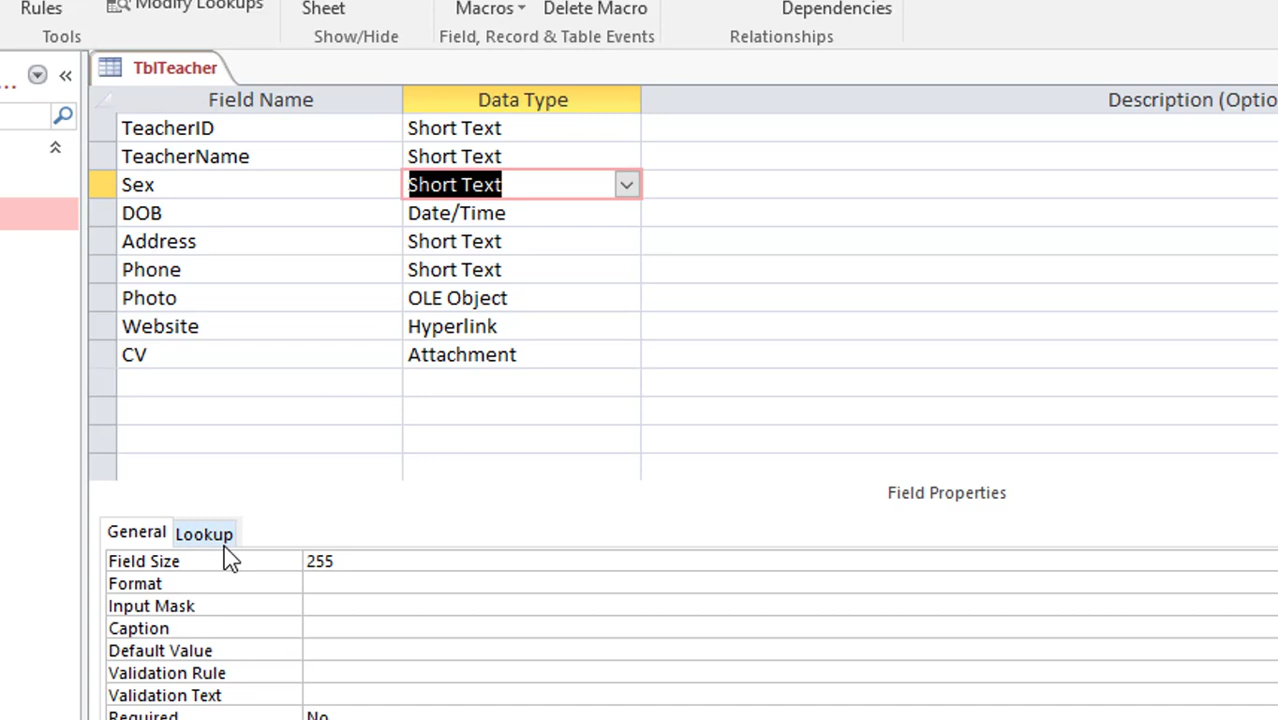 Rules Modify Lookups Sheet Macros Delete Macro Dependencies
Tools Show/Hide Field, Record & Table Events Relationships
... TblTeacher
Field Name Data Type Description (Optio
TeacherID Short Text
TeacherName Short Text
Sex Short Text
DOB Date/Time
Address Short Text
Phone Short Text
Photo OLE Object
Website Hyperlink
CV Attachment
Field Properties
General Lookup
Field Size 255
Format
Input Mask
Caption
Default Value
Validation Rule
Validation Text
Required No